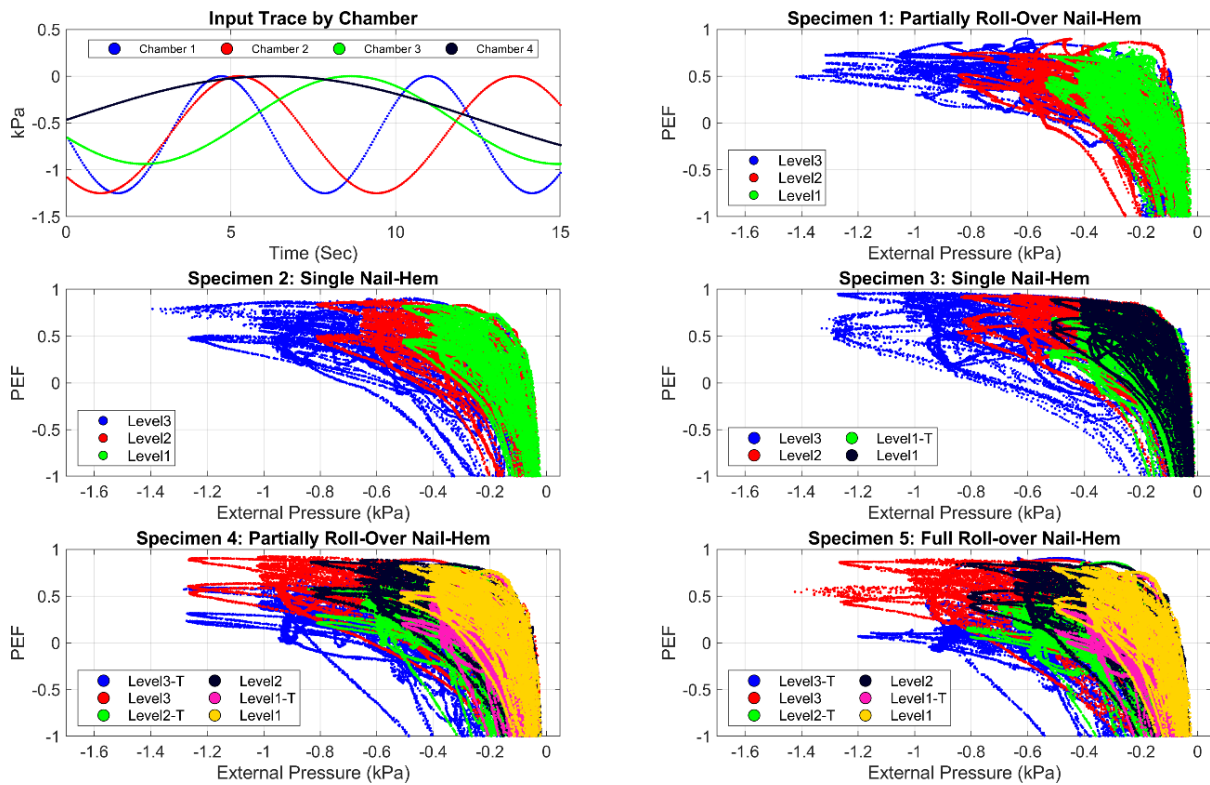 Input Trace by Chamber
0.5
0
-0.5
-1
-1.5
kPa
Chamber 1
Chamber 2
Chamber 3
Chamber 4
0
5
10
15
Time (Sec)
Specimen 1: Partially Roll-Over Nail-Hem
1
0.5
0
-0.5
-1
PEF
Level3
Level2
Level1
-1.6
-1.4
-1.2
-1
-0.8
-0.6
-0.4
-0.2
0
External Pressure (kPa)
Specimen 2: Single Nail-Hem
1
0.5
0
-0.5
-1
PEF
Level3
Level2
Level1
-1.6
-1.4
-1.2
-1
-0.8
-0.6
-0.4
-0.2
0
External Pressure (kPa)
Specimen 3: Single Nail-Hem
1
0.5
0
-0.5
-1
PEF
Level3
Level1-T
Level2
Level1
-1.6
-1.4
-1.2
-1
-0.8
-0.6
-0.4
-0.2
0
External Pressure (kPa)
Specimen 4: Partially Roll-Over Nail-Hem
1
0.5
0
-0.5
-1
PEF
Level3-T
Level2
Level3
Level1-T
Level2-T
Level1
-1.6
-1.4
-1.2
-1
-0.8
-0.6
-0.4
-0.2
0
External Pressure (kPa)
Specimen 5: Full Roll-over Nail-Hem
1
0.5
0
-0.5
-1
PEF
Level3-T
Level2
Level3
Level1-T
Level2-T
Level1
-1.6
-1.4
-1.2
-1
-0.8
-0.6
-0.4
-0.2
0
External Pressure (kPa)